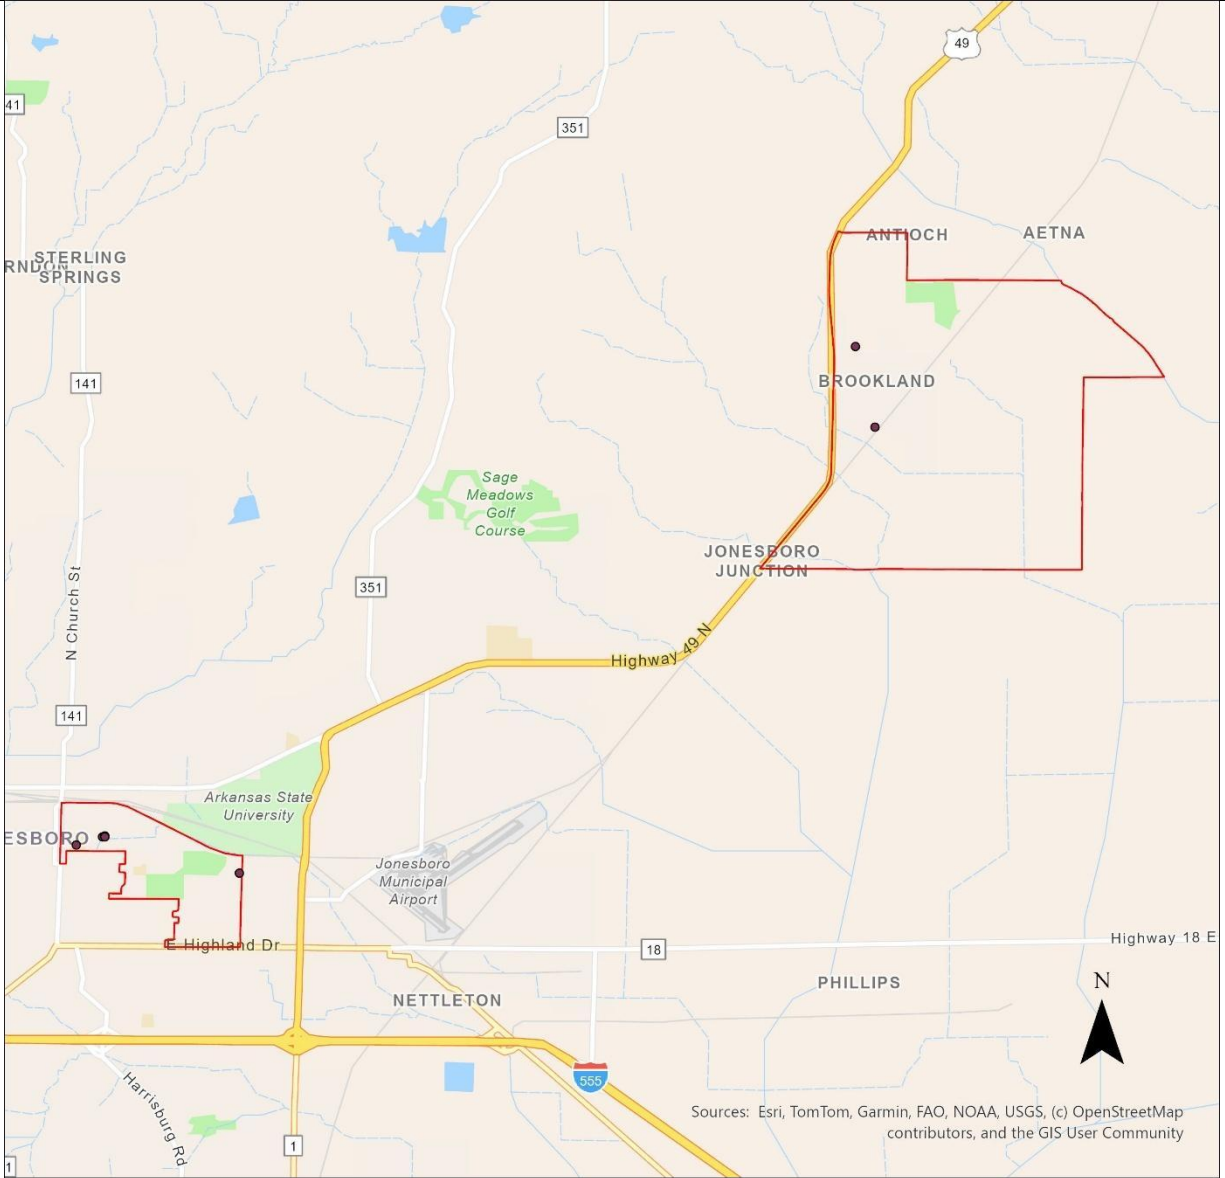 49
41
351
ANTIOCH
AETNA
STERLING
SPRINGS
RNDON
141
BROOKLAND
Sage
Meadows
Golf
Course
JONESBORO
JUNCTION
351
N Church St
Highway 49 N
141
Arkansas State
University
ESBORO
Jonesboro
Municipal
Airport
E Highland Dr
18
Highway 18 E
PHILLIPS
N
NETTLETON
555
Harrisburg Rd
Sources: Esri, TomTom, Garmin, FAO, NOAA, USGS, (c) OpenStreetMap
contributors, and the GIS User Community
1
1